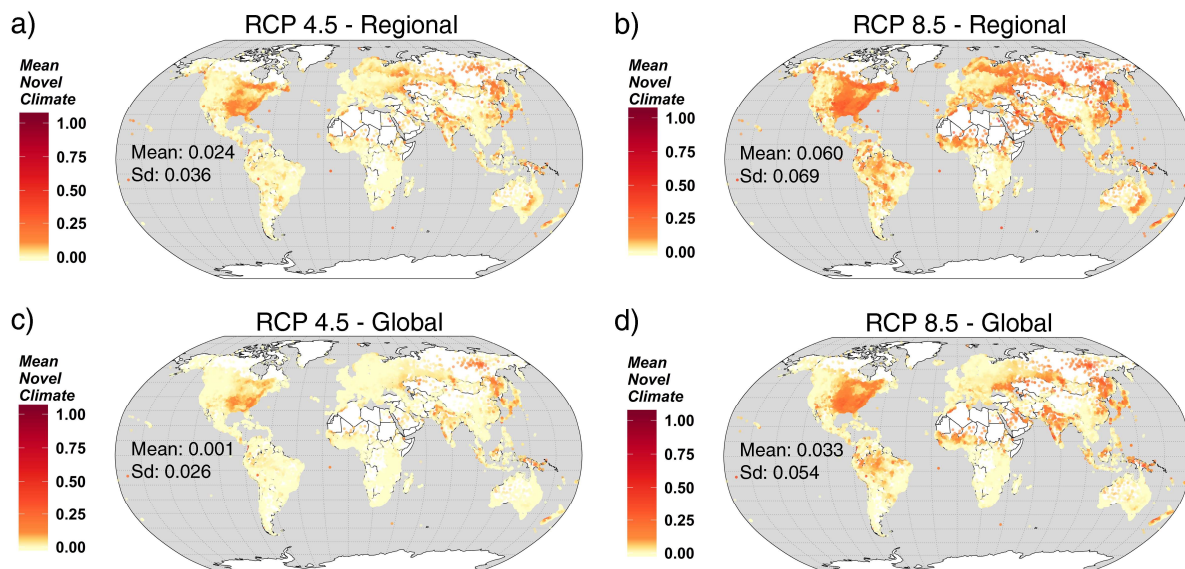 a)
RCP 4.5 - Regional
Mean
Novel
Climate
1.00
0.75
0.50
0.25
0.00
Mean: 0.024
Sd: 0.036
b)
RCP 8.5 - Regional
Mean
Novel
Climate
1.00
0.75
0.50
0.25
0.00
Mean: 0.060
Sd: 0.069
c)
RCP 4.5 - Global
Mean
Novel
Climate
1.00
0.75
0.50
0.25
0.00
Mean: 0.001
Sd: 0.026
d)
RCP 8.5 - Global
Mean
Novel
Climate
1.00
0.75
0.50
0.25
0.00
Mean: 0.033
Sd: 0.054